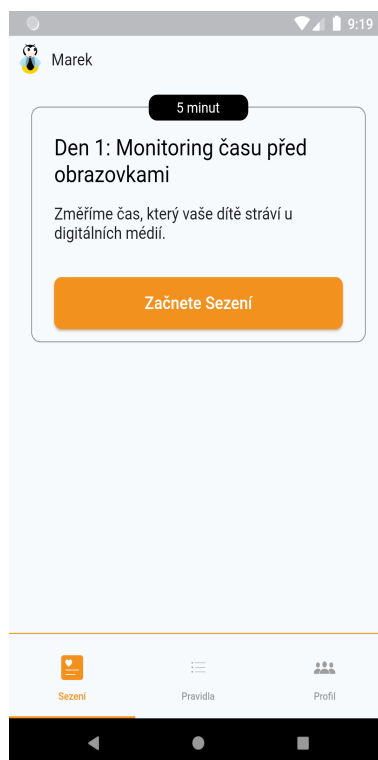 9:19
Marek
5 minut
Den 1: Monitoring času před
obrazovkami
Změříme čas, který vaše dítě stráví u
digitálních médií.
Začnete Sezení
Sezení
Pravidla
Profil